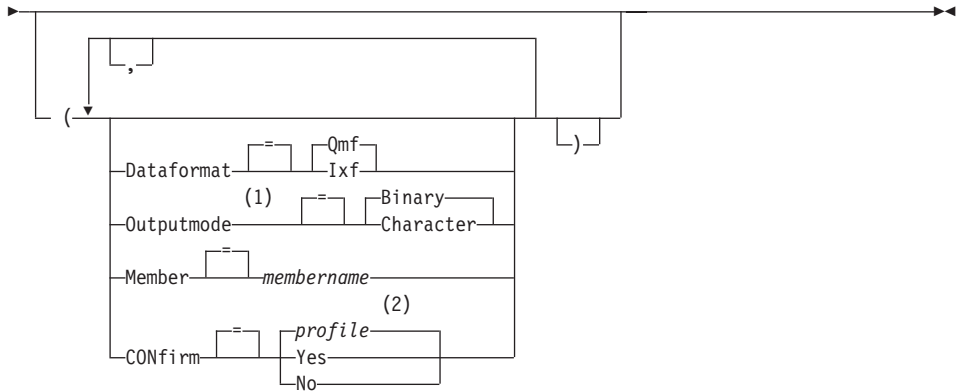 ,
(
)
= Qmf
Dataformat Ixf
(1)
= Binary
Outputmode Character
=
Member membername
(2)
= profile
CONfirm Yes
No